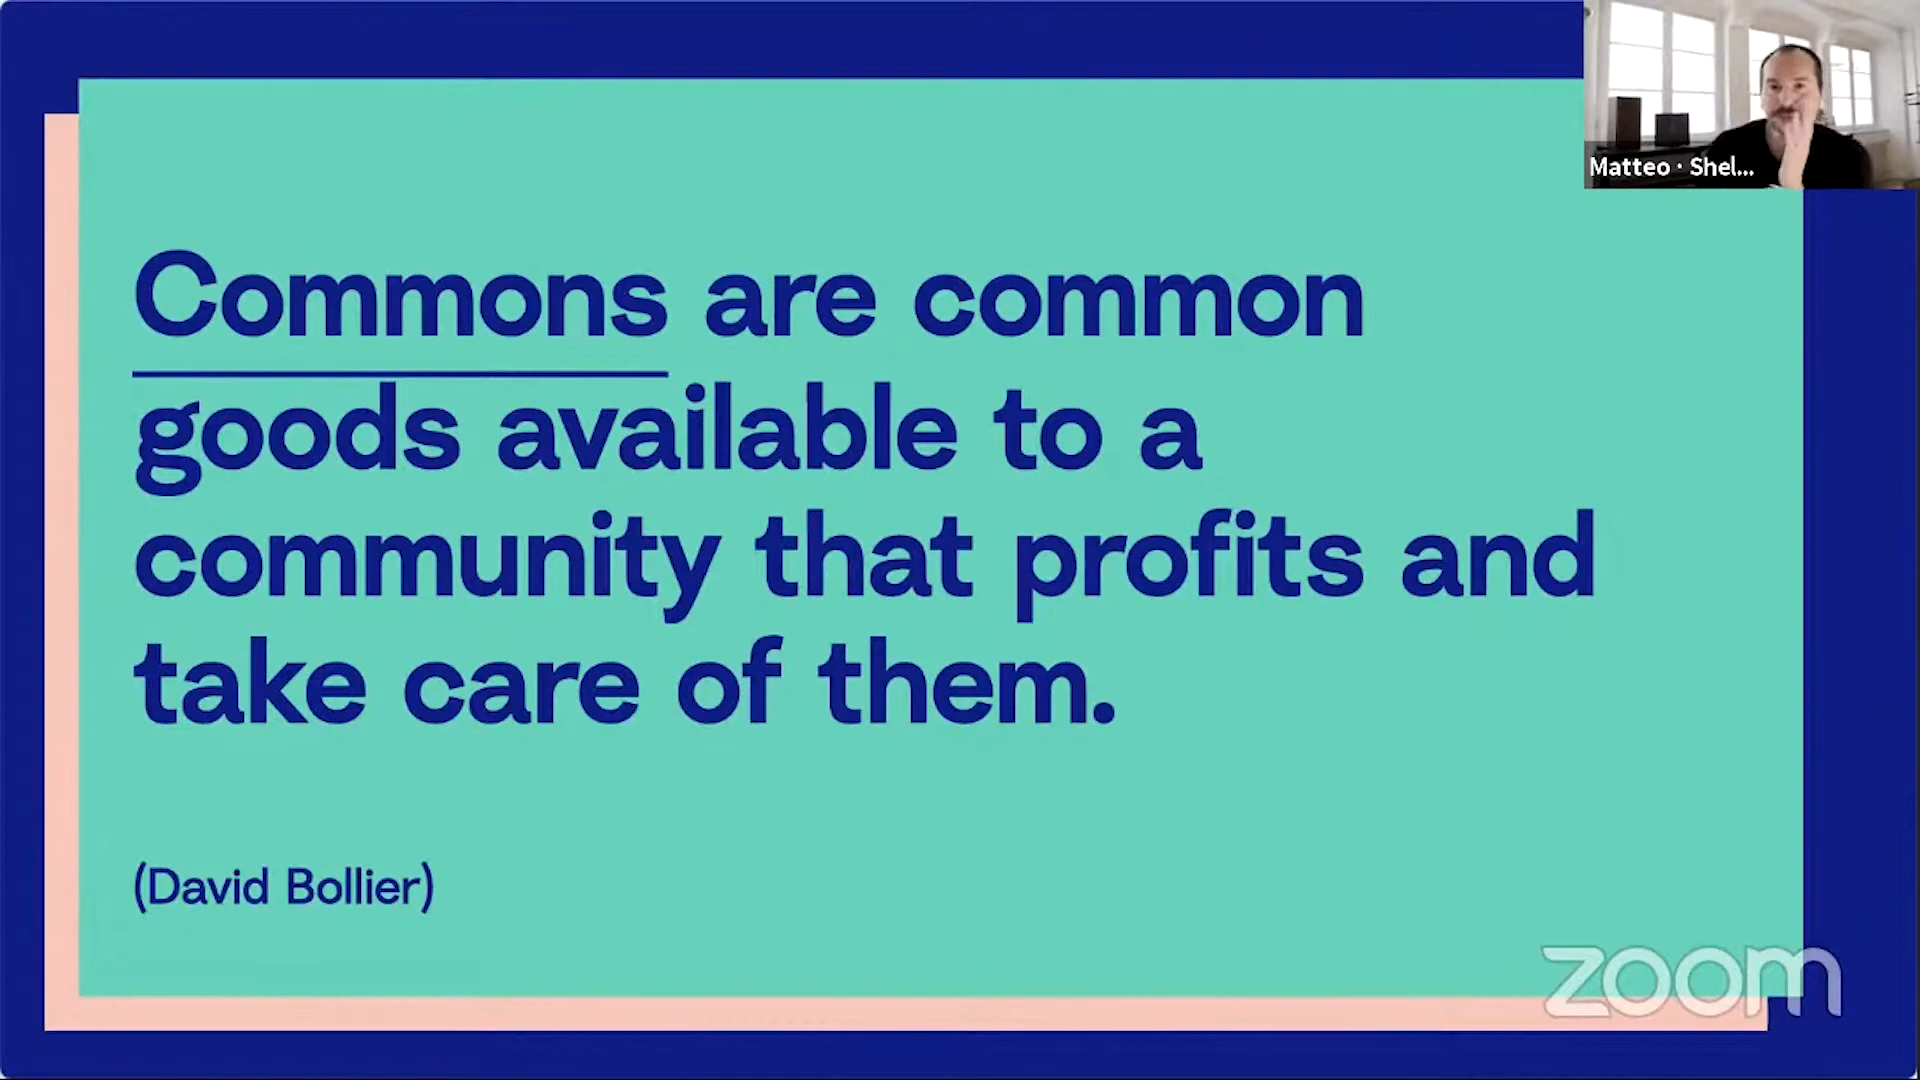 Matteo · Shel...
Commons are common
goods available to a
community that profits and
take care of them.
(David Bollier)
zoom